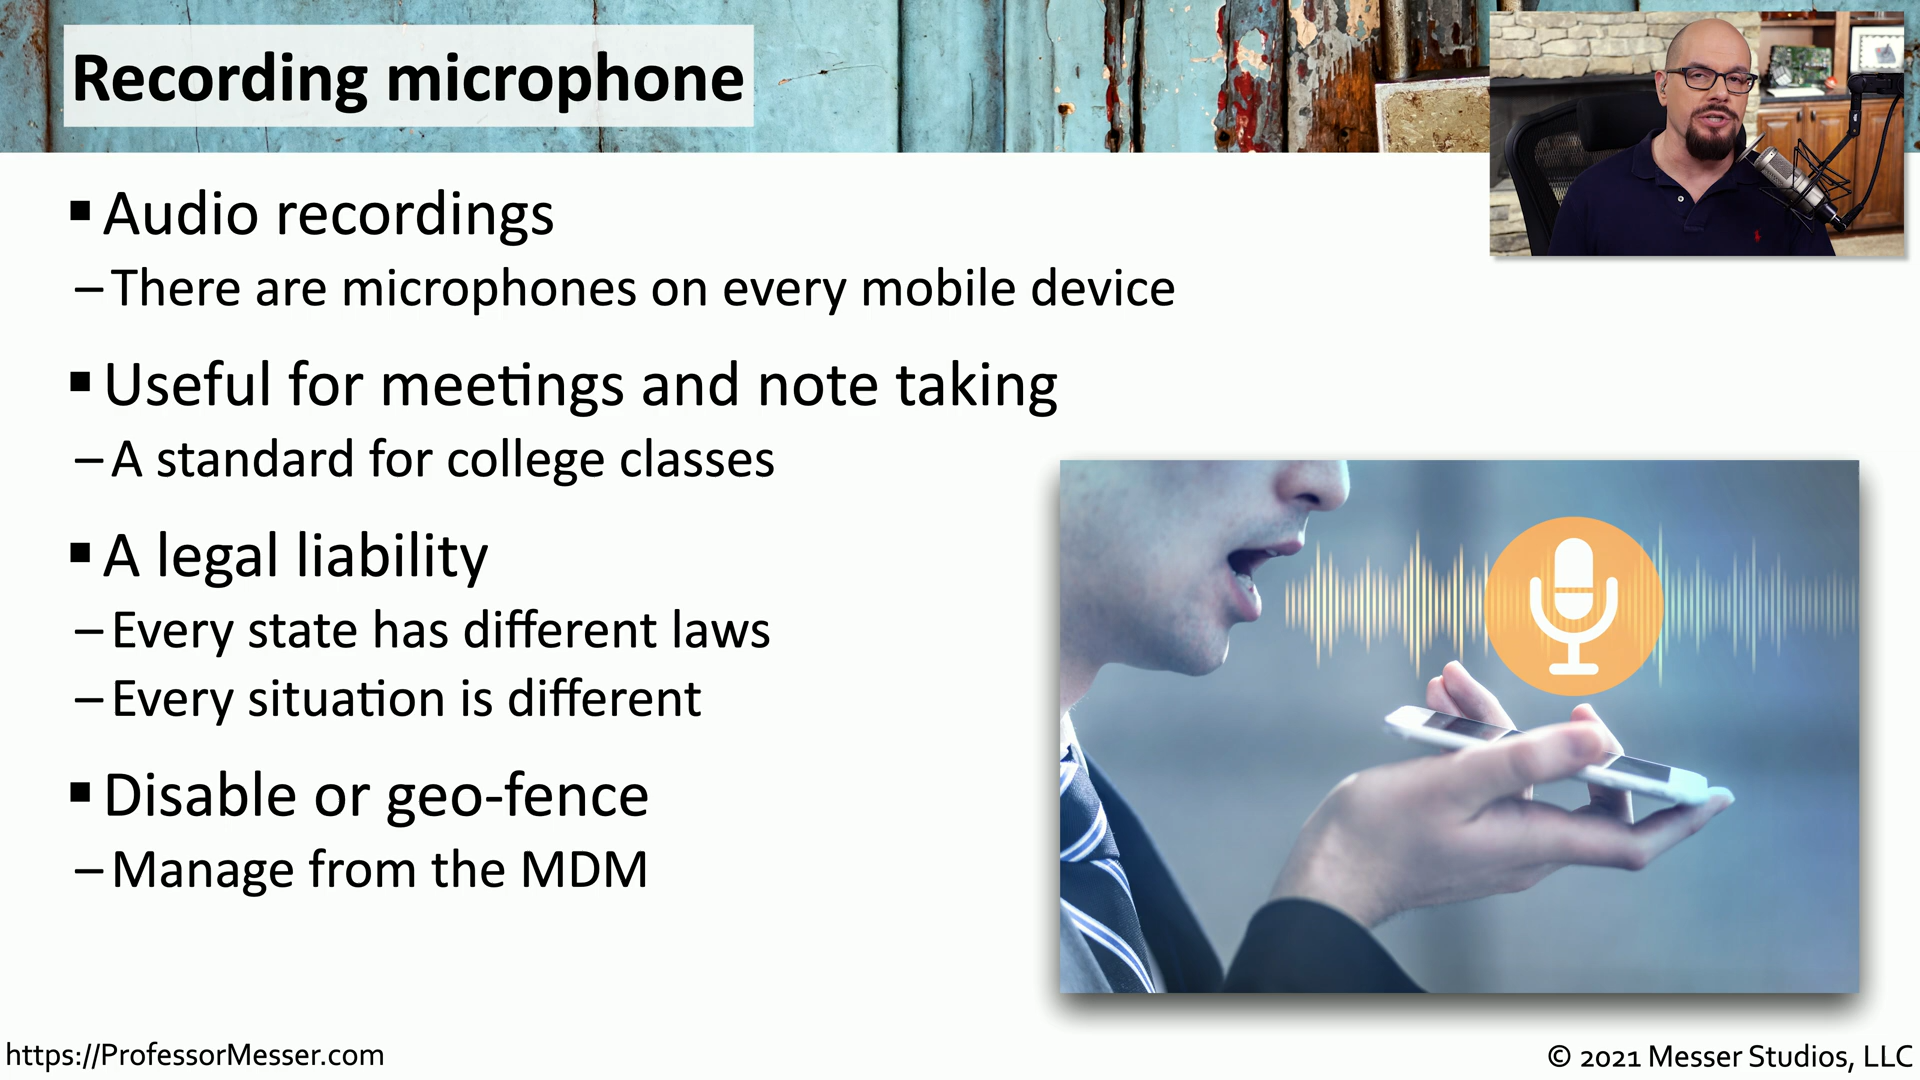 Recording microphone
▪ Audio recordings
– There are microphones on every mobile device
▪ Useful for meetings and note taking
– A standard for college classes
▪ A legal liability
– Every state has different laws
– Every situation is different
▪ Disable or geo-fence
– Manage from the MDM
https://ProfessorMesser.com
© 2021 Messer Studios, LLC